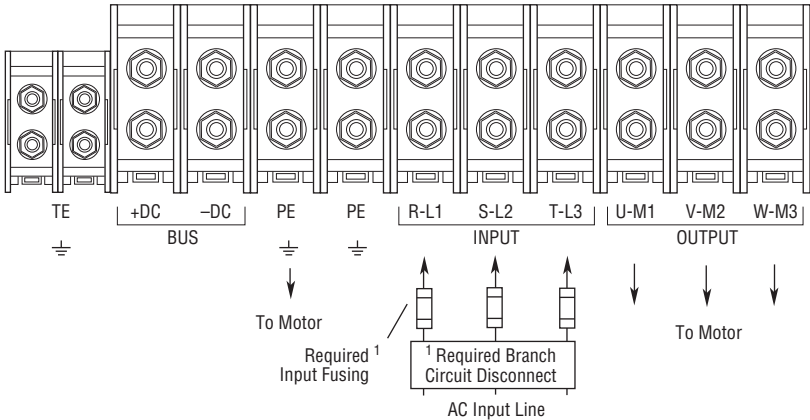 TE +DC –DC PE PE R-L1 S-L2 T-L3 U-M1 V-M2 W-M3
BUS INPUT OUTPUT
To Motor
To Motor
Required 1
Input Fusing
1 Required Branch
Circuit Disconnect
AC Input Line